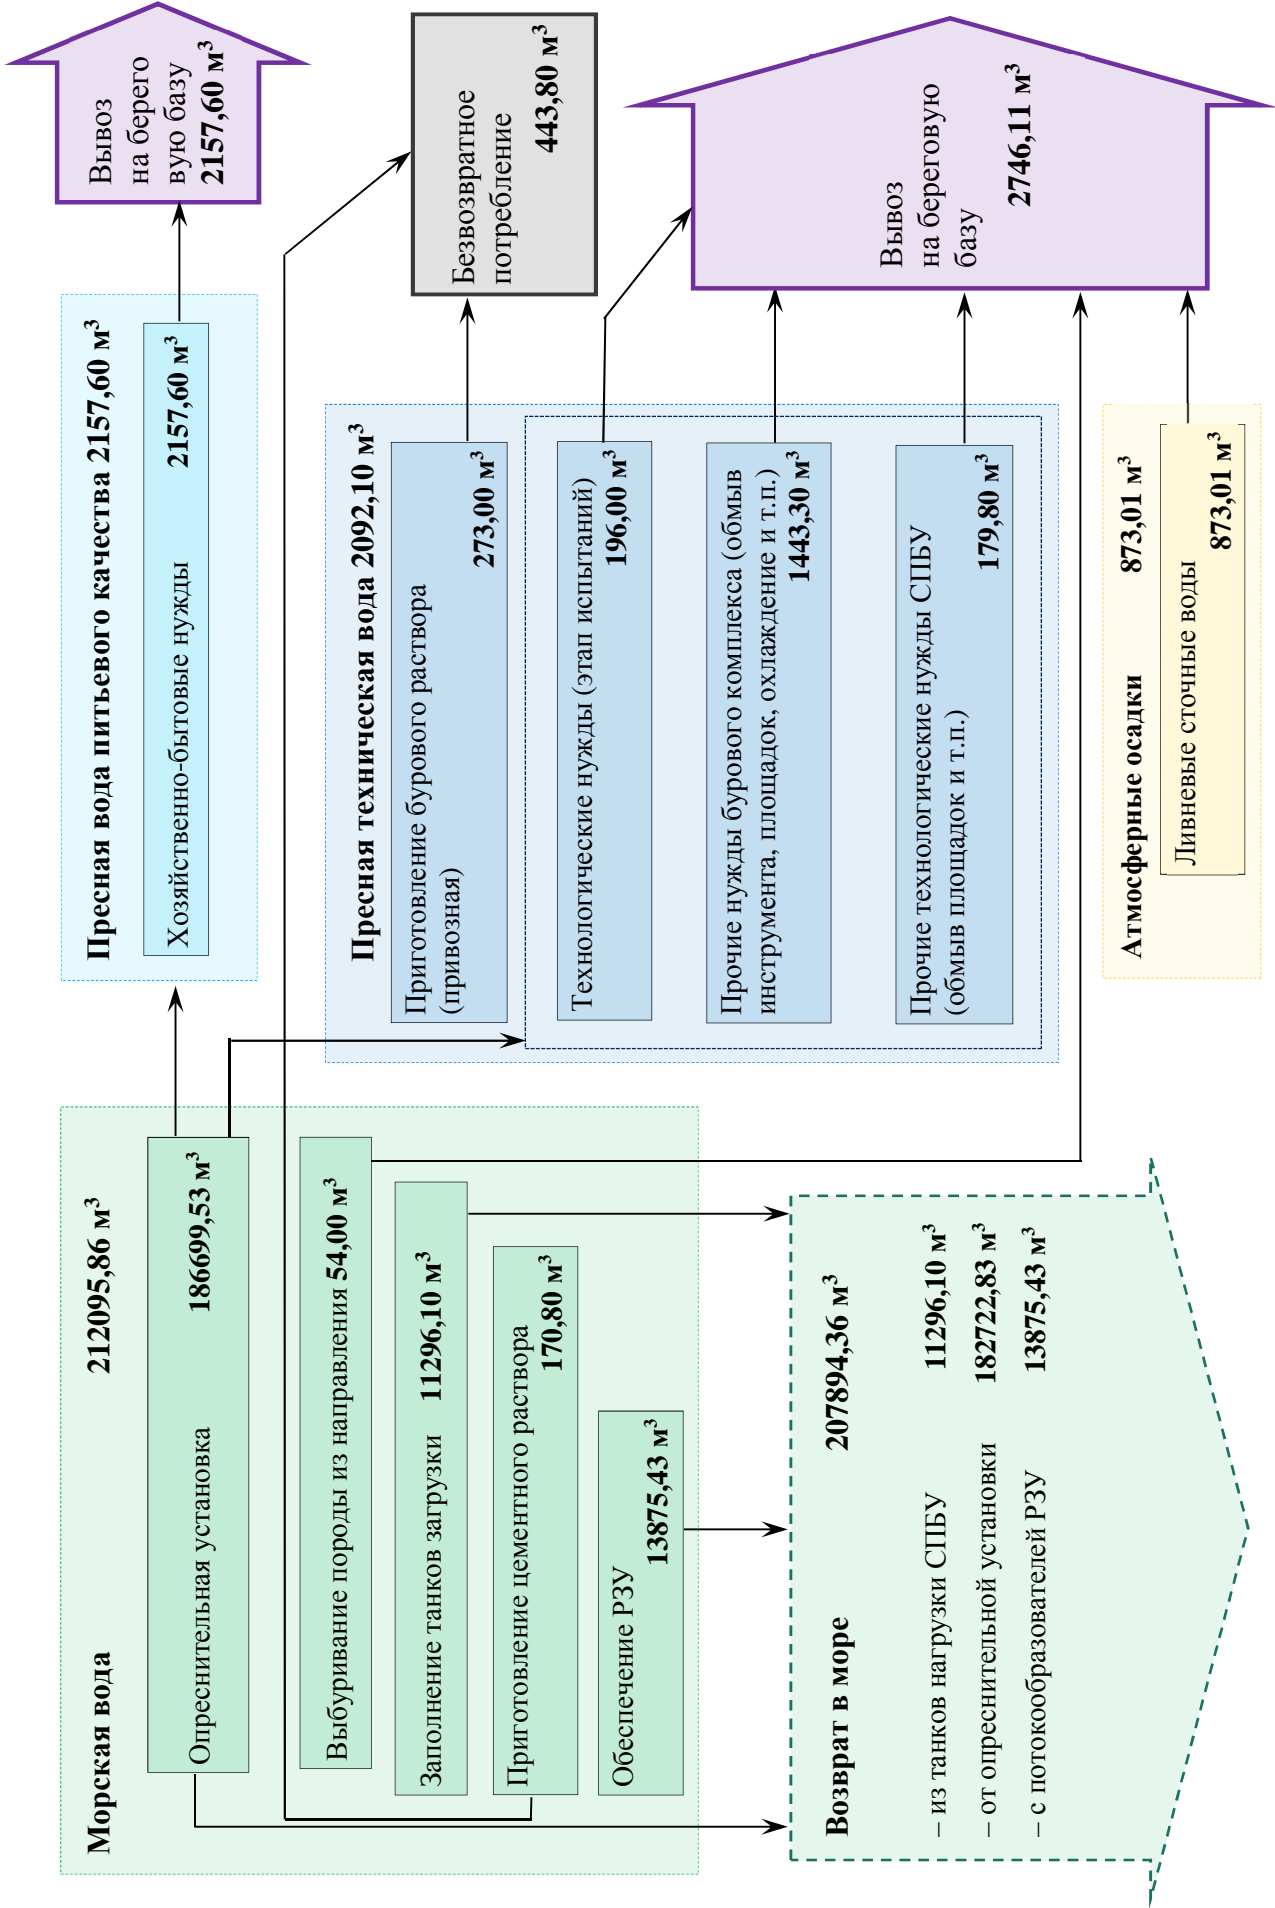 Морская вода 212095,86 м³
Опреснительная установка 186699,53 м³
Выбуривание породы из направления 54,00 м³
Заполнение танков загрузки 11296,10 м³
Приготовление цементного раствора
170,80 м³
Обеспечение РЗУ
13875,43 м³
Возврат в море 207894,36 м³
– из танков нагрузки СПБУ 11296,10 м³
– от опреснительной установки 182722,83 м³
– с потокообразователей РЗУ 13875,43 м³
Пресная вода питьевого качества 2157,60 м³
Хозяйственно-бытовые нужды 2157,60 м³
Пресная техническая вода 2092,10 м³
Приготовление бурового раствора
(привозная) 273,00 м³
Технологические нужды (этап испытаний)
196,00 м³
Прочие нужды бурового комплекса (обмыв
инструмента, площадок, охлаждение и т.п.)
1443,30 м³
Прочие технологические нужды СПБУ
(обмыв площадок и т.п.) 179,80 м³
Атмосферные осадки 873,01 м³
Ливневые сточные воды
873,01 м³
Вывоз
на берего
вую базу
2157,60 м³
Безвозвратное
потребление
443,80 м³
Вывоз
на береговую
базу
2746,11 м³